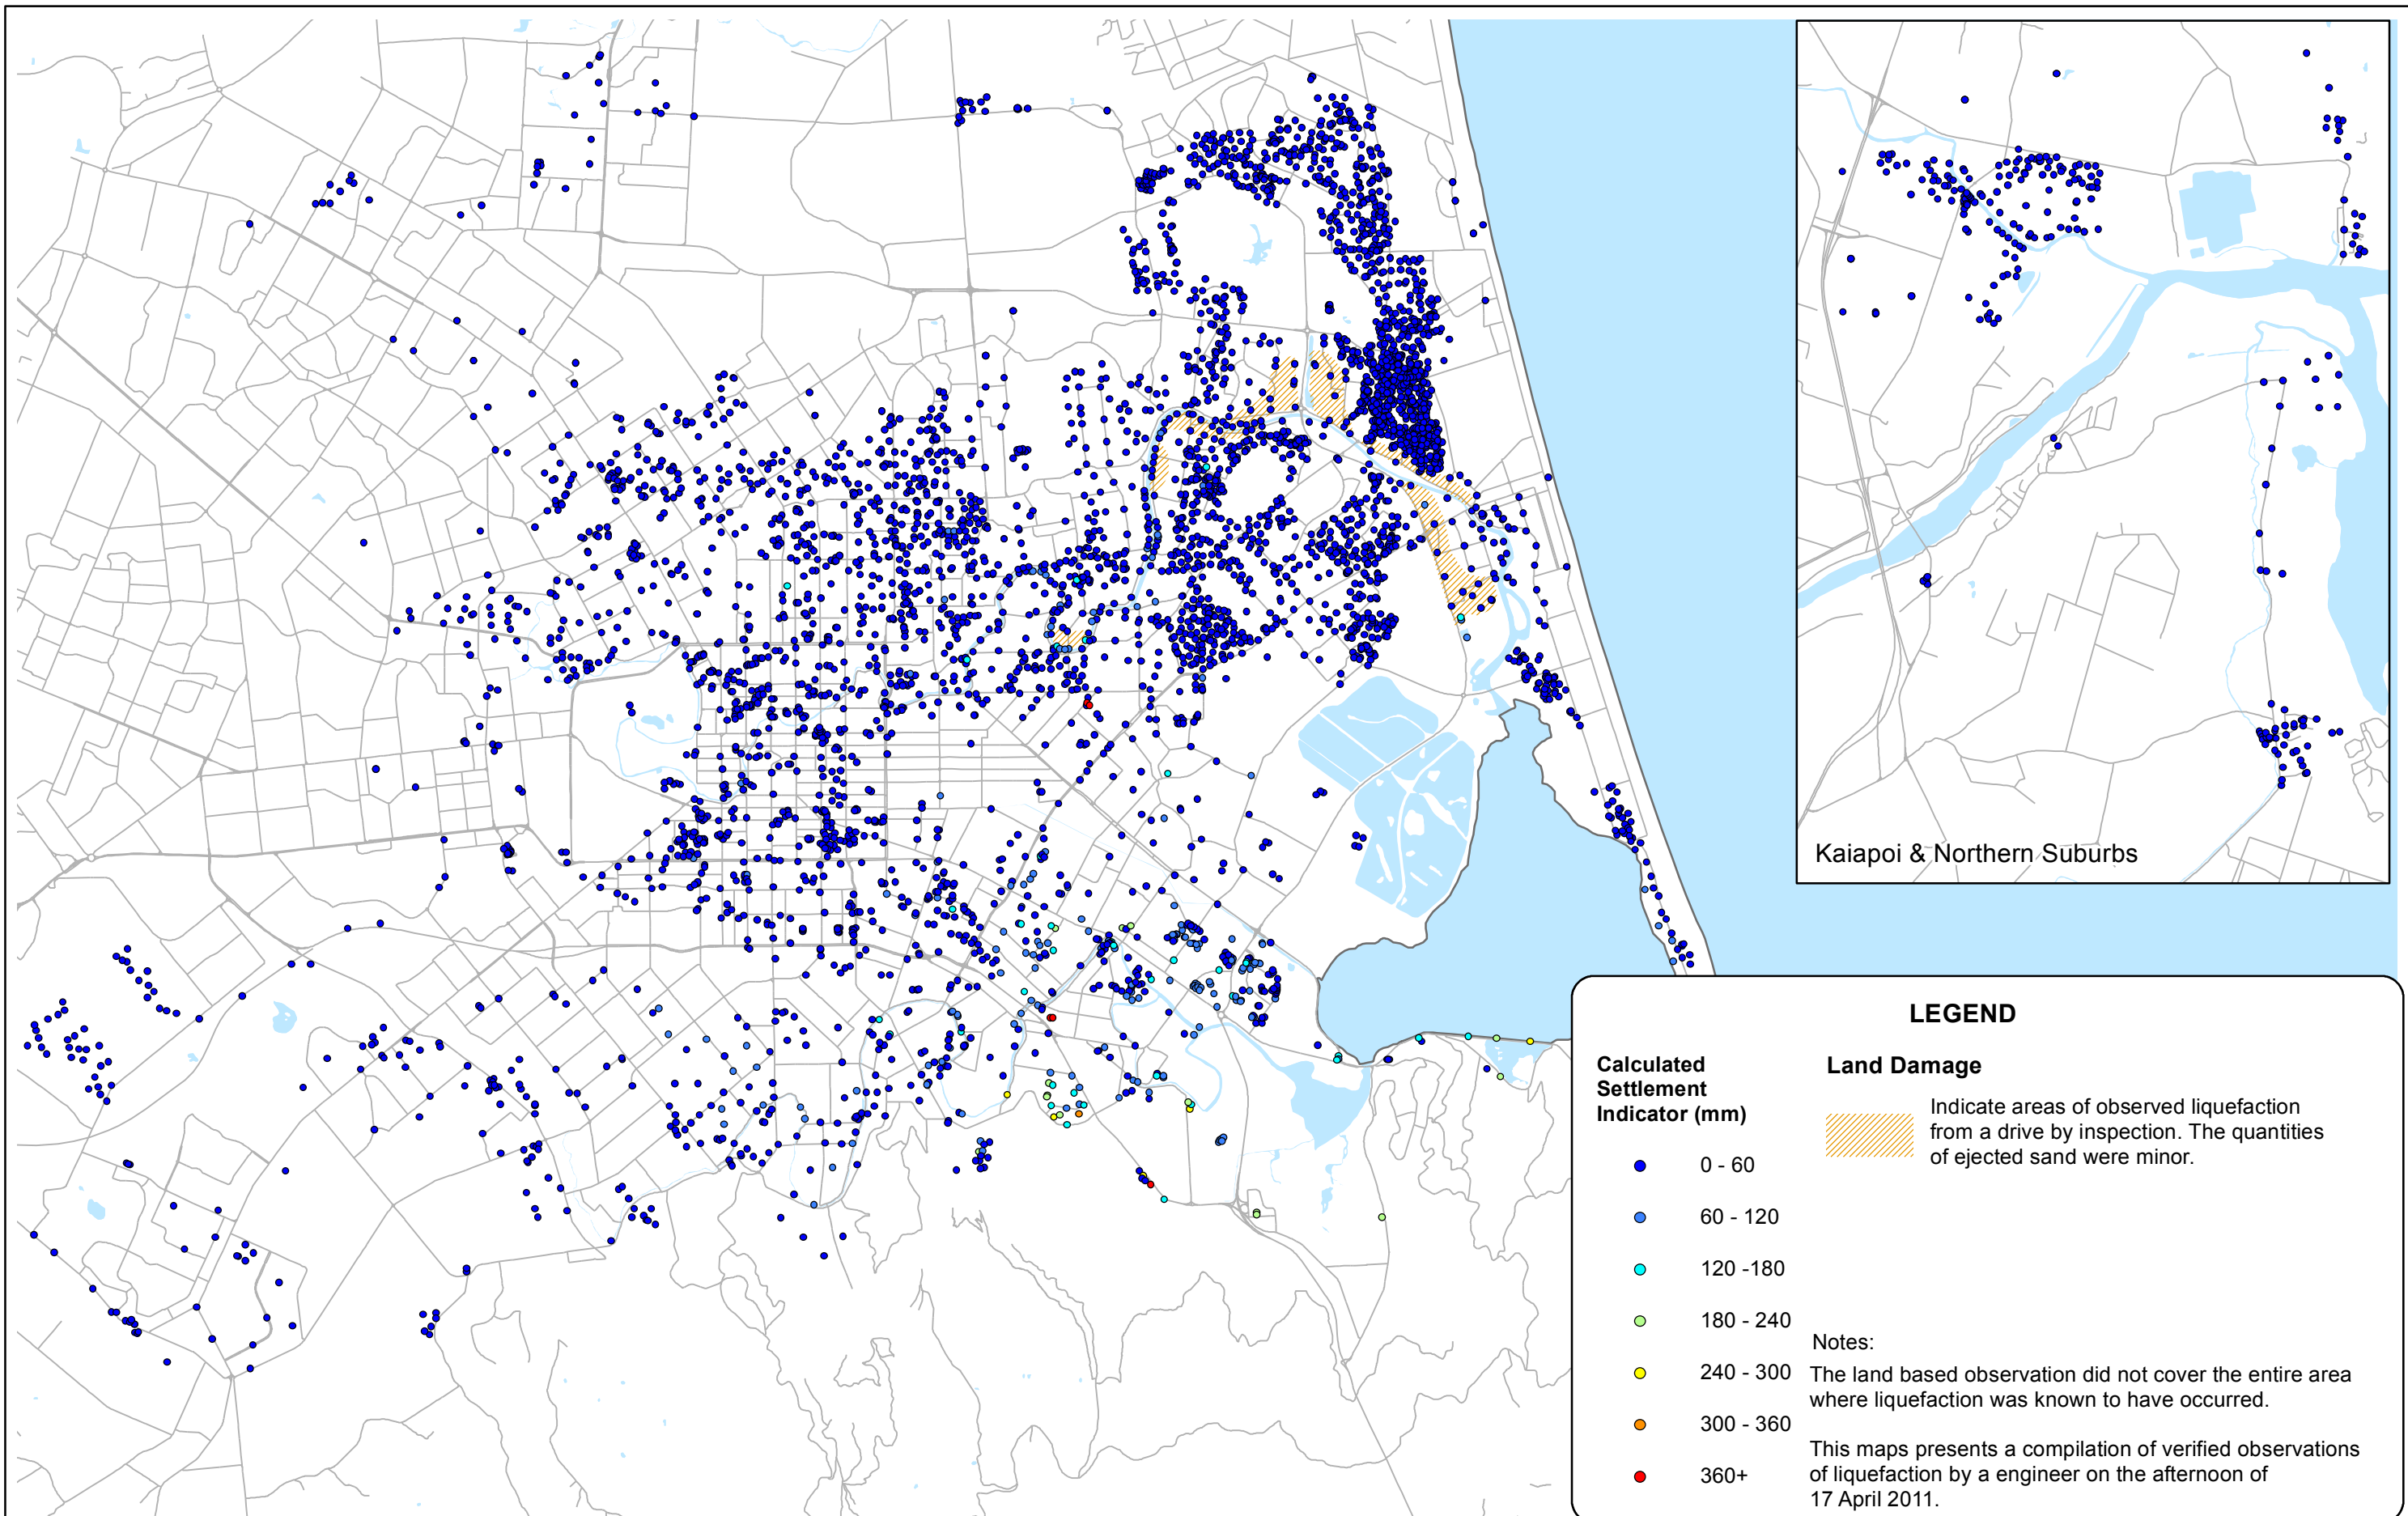 Kaiapoi & Northern Suburbs
LEGEND
Calculated
Settlement
Indicator (mm)
0 - 60
60 - 120
120 -180
180 - 240
240 - 300
300 - 360
360+
Land Damage
Indicate areas of observed liquefaction
from a drive by inspection. The quantities
of ejected sand were minor.
Notes:
The land based observation did not cover the entire area
where liquefaction was known to have occurred.
This maps presents a compilation of verified observations
of liquefaction by a engineer on the afternoon of
17 April 2011.